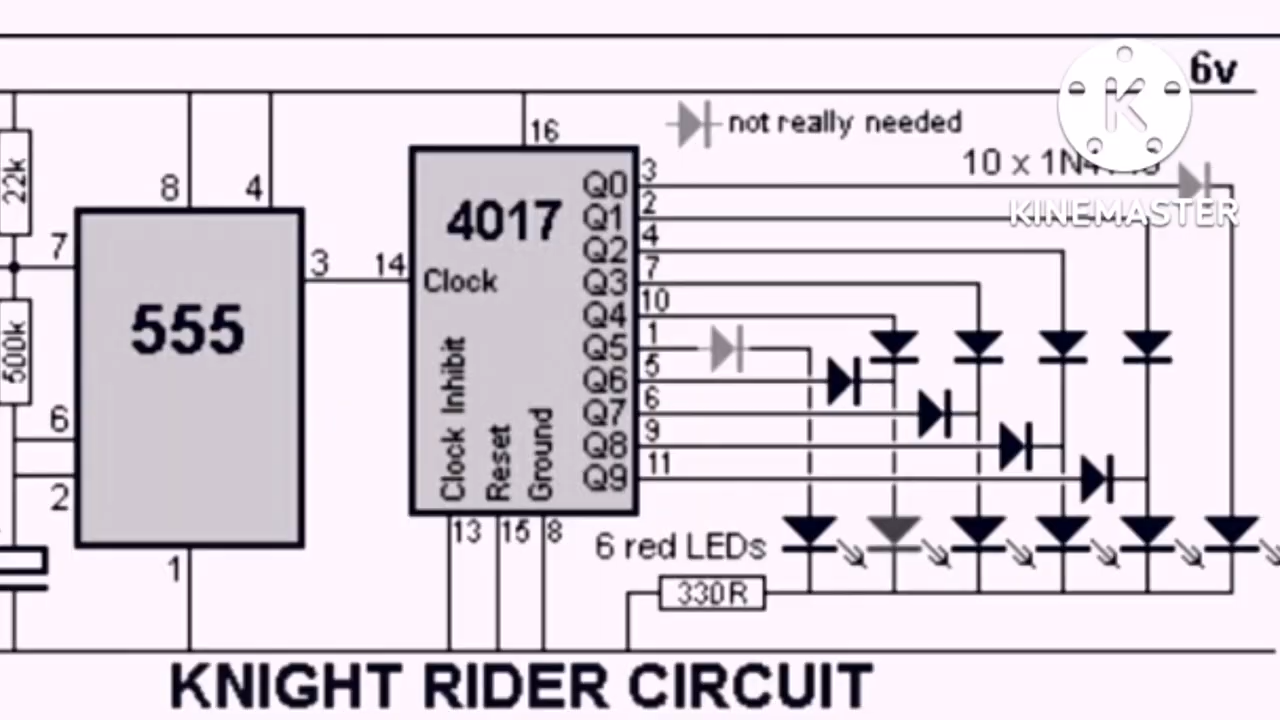 6v
not really needed
10 x 1N4
KINEMASTER
16
22k
8
4
3
2
4
7
10
1
5
6
9
11
Q0
Q1
Q2
Q3
Q4
Q5
Q6
Q7
Q8
Q9
4017
7
3
14
Clock
555
500k
Clock Inhibit
Reset
Ground
6
2
1
13
15
8
6 red LEDs
330R
KNIGHT RIDER CIRCUIT